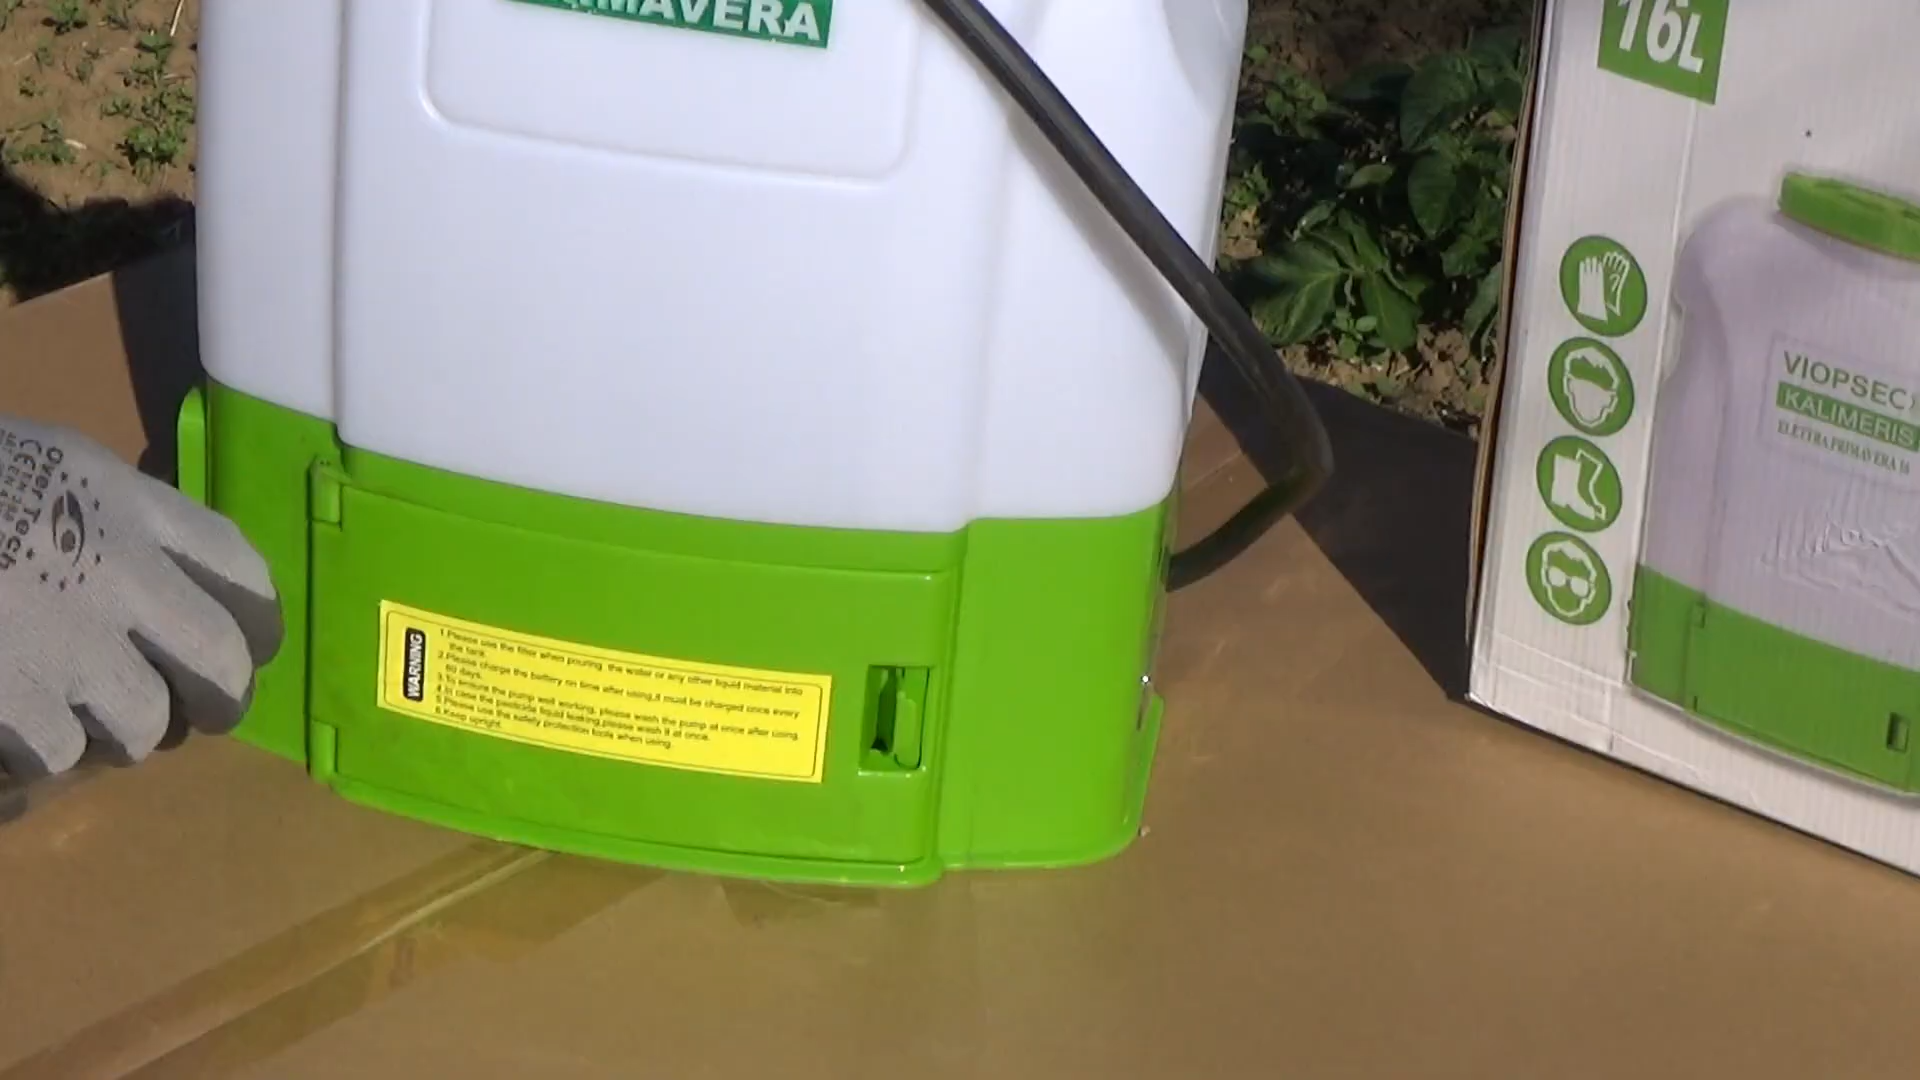 16L
VIOPSEC
KALIMERIS
ELETTRA PRIMAVERA 16
WARNING
1.Please use the filter when pouring the water or any other liquid material into
the tank.
2.Please charge the battery on time after using,it must be charged once every
60 days.
3.To ensure the pump well working, please wash the pump at once after using.
4.In case the pesticide liquid leaking,please wash it at once.
5.Please use the safety protection tools when using.
6.Keep upright.
OverTech